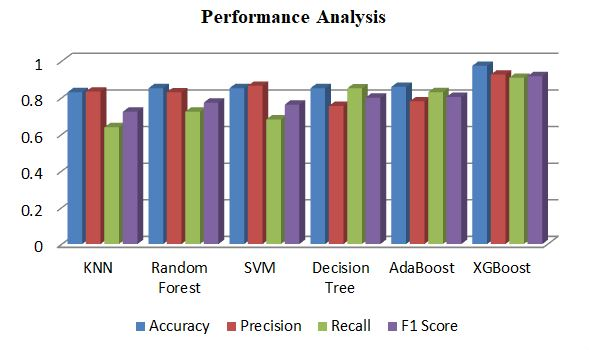 Performance Analysis
1
0.8
0.6
0.4
0.2
0
KNN
Random
Forest
SVM
Decision
Tree
AdaBoost
XGBoost
Accuracy
Precision
Recall
F1 Score